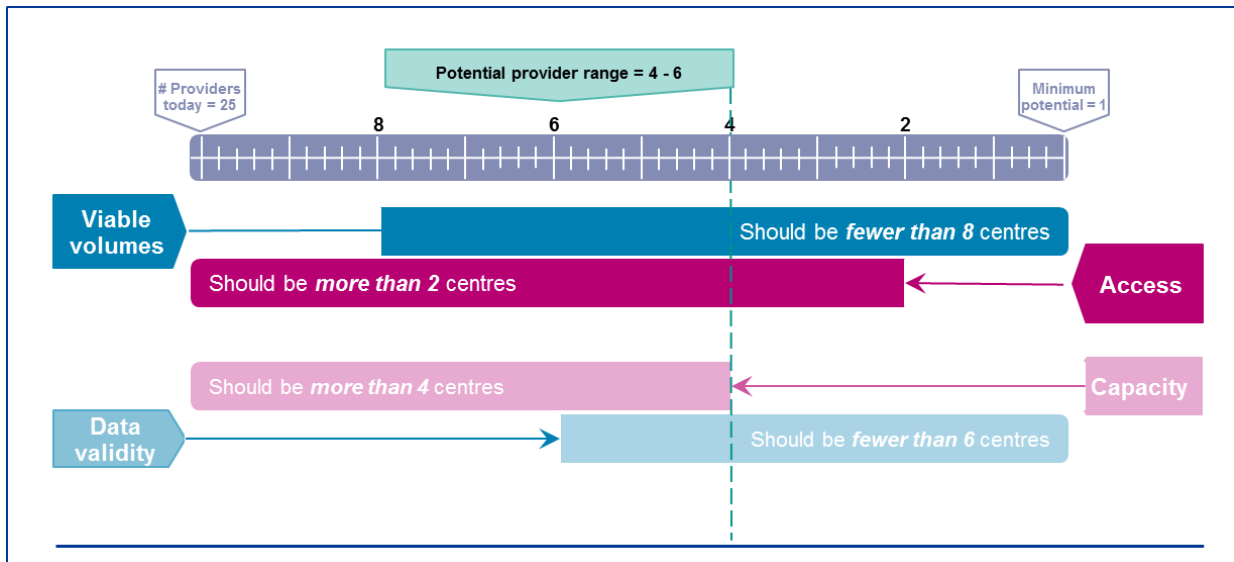 Potential provider range = 4 - 6
# Providers
today = 25
Minimum
potential = 1
8
6
4
2
Viable
volumes
Should be fewer than 8 centres
Should be more than 2 centres
Access
Should be more than 4 centres
Capacity
Data
validity
Should be fewer than 6 centres